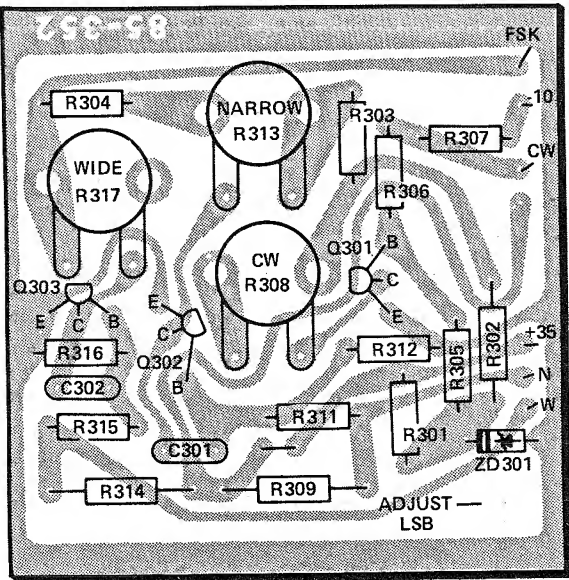 85-352
FSK
R304
NARROW
R313
R303
-10
R307
CW
WIDE
R317
R306
Q301
B
C
E
CW
R308
Q303
E
C
B
E
C
Q302
B
R316
C302
R312
R305
R302
+35
N
W
R315
R311
R301
C301
ZD301
R314
R309
ADJUST
LSB